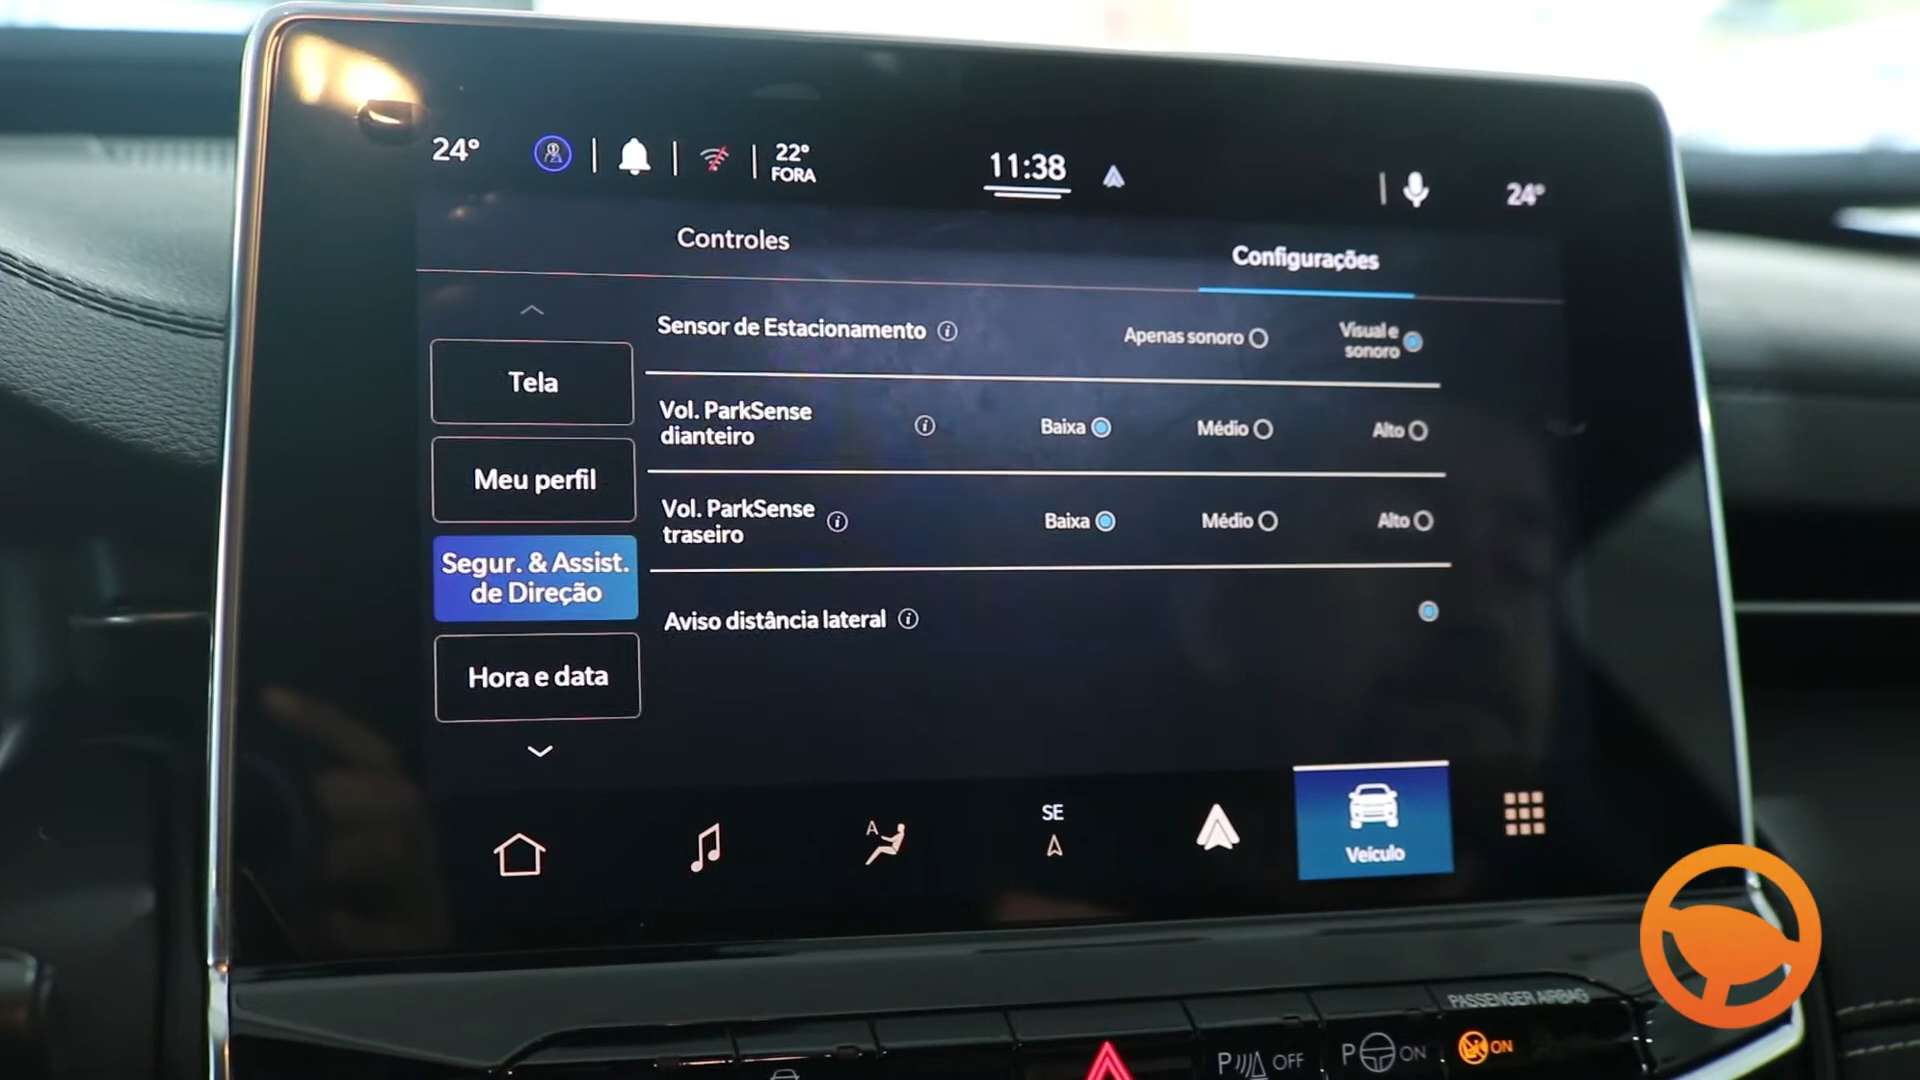 24°
22°
FORA
11:38
24°
Controles
Configurações
Sensor de Estacionamento
Apenas sonoro
Visual e
sonoro
Tela
Vol. ParkSense
dianteiro
Baixa
Médio
Alto
Meu perfil
Vol. ParkSense
traseiro
Baixa
Médio
Alto
Segur. & Assist.
de Direção
Aviso distância lateral
Hora e data
A
SE
Veículo
PASSENGER AIRBAG
P OFF
P ON
ON